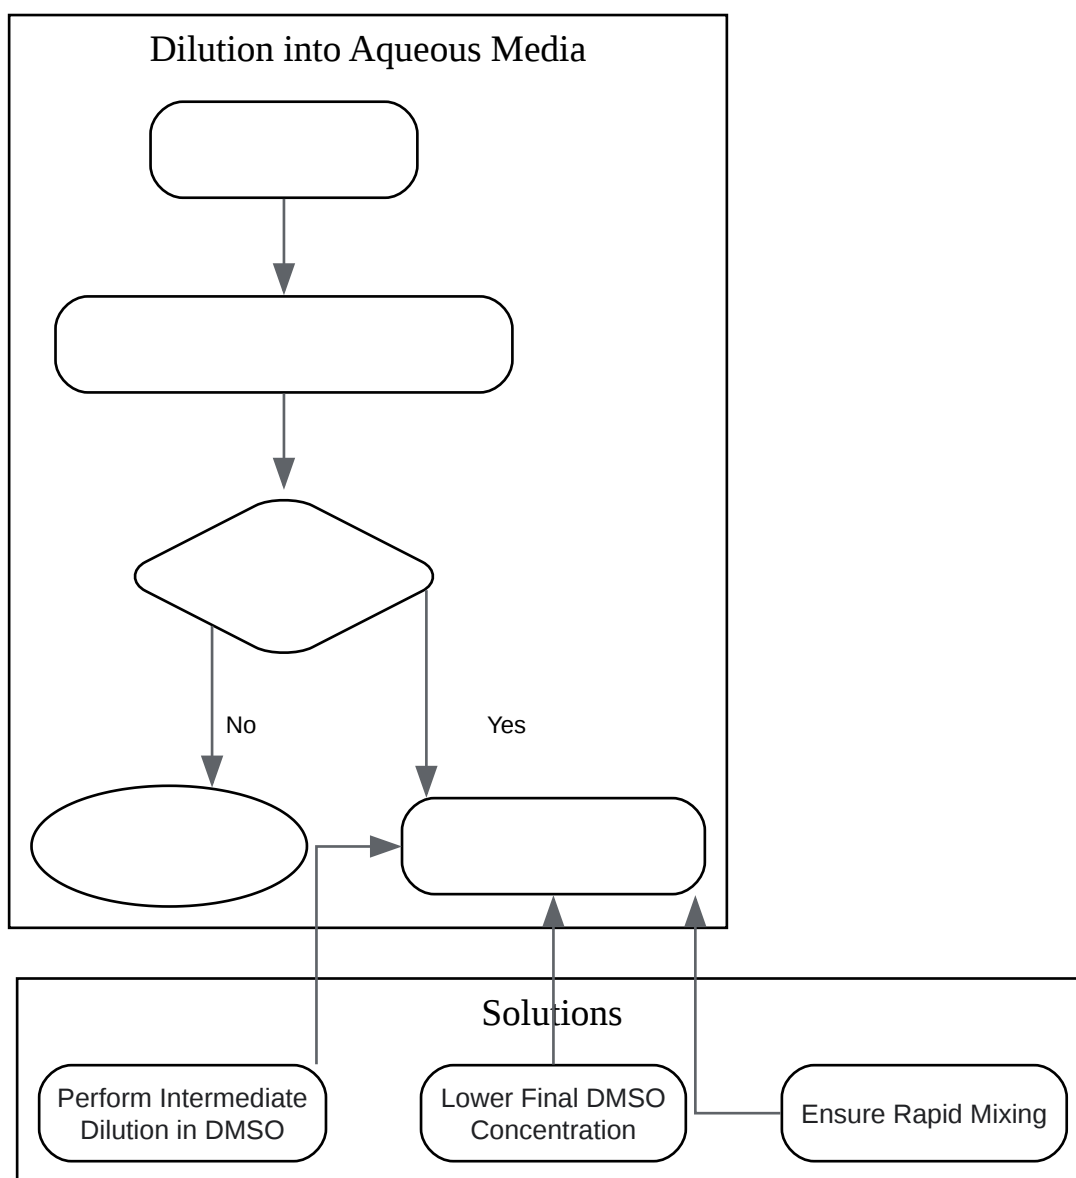 Dilution into Aqueous Media
No
Yes
Solutions
Perform Intermediate
Dilution in DMSO
Lower Final DMSO
Concentration
Ensure Rapid Mixing